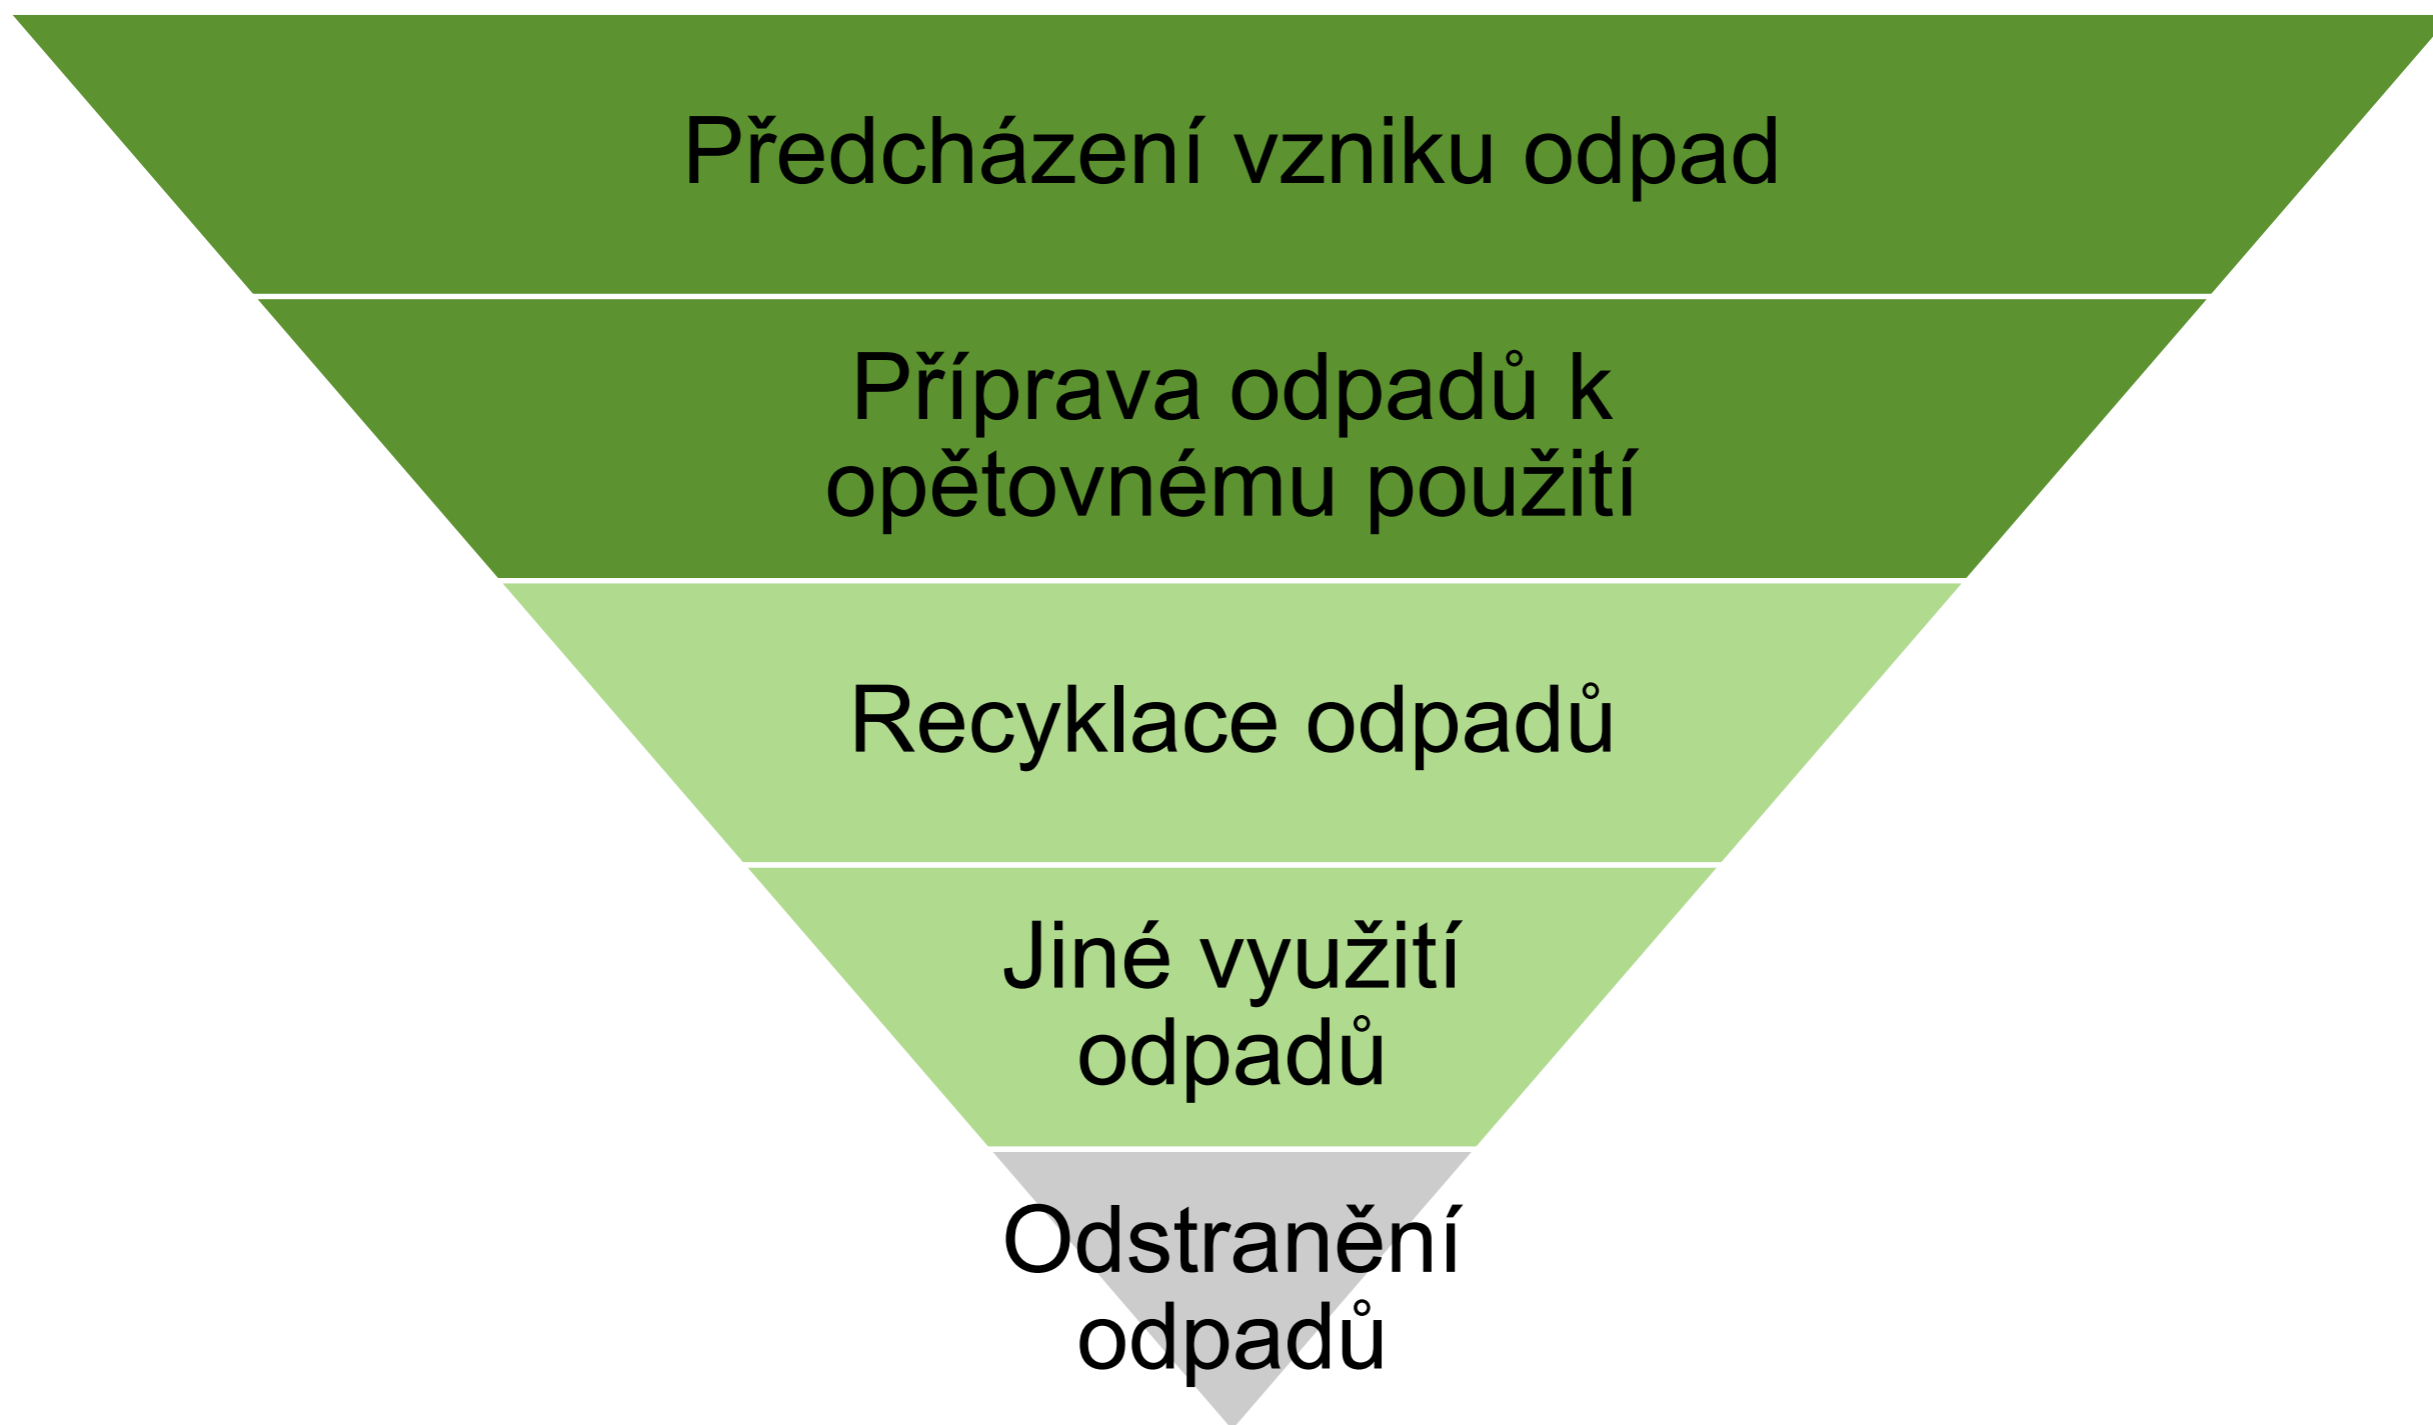 Předcházení vzniku odpad
Příprava odpadů k
opětovnému použití
Recyklace odpadů
Jiné využití
odpadů
Odstranění
odpadů